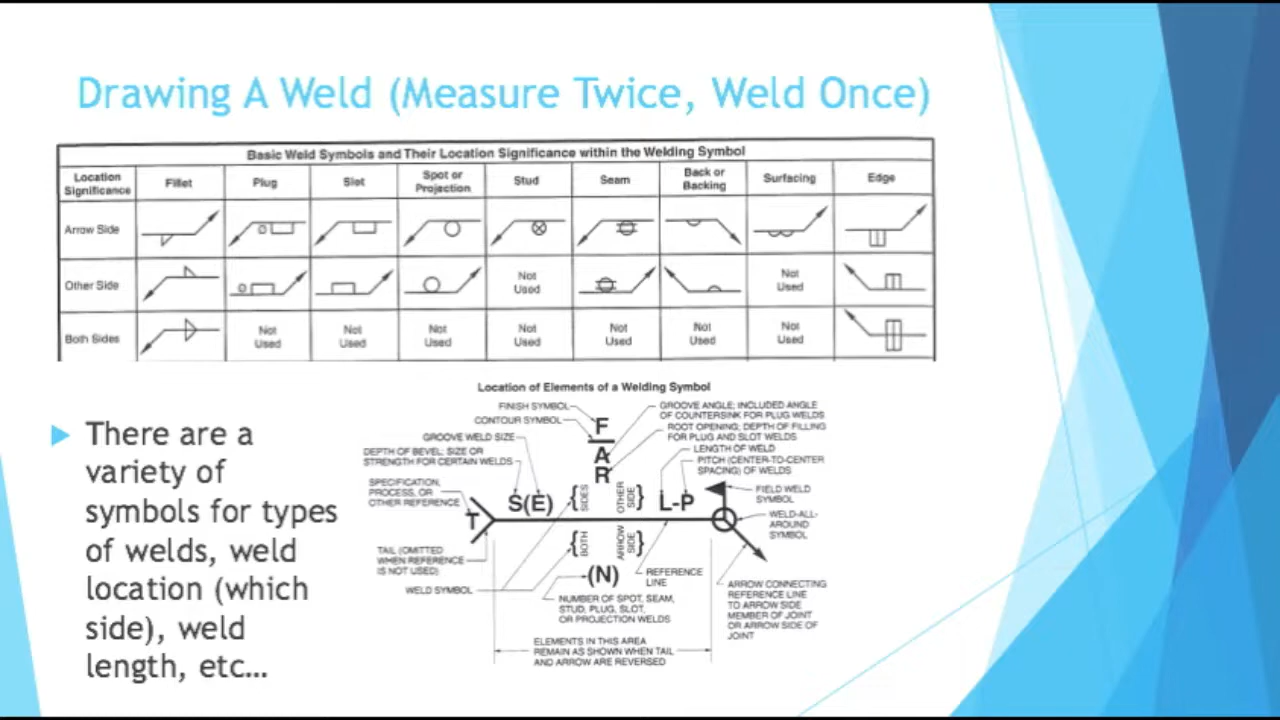 Drawing A Weld (Measure Twice, Weld Once)
Basic Weld Symbols and Their Location Significance within the Welding Symbol
Location
Significance
Fillet
Plug
Slot
Spot or
Projection
Stud
Seam
Back or
Backing
Surfacing
Edge
Arrow Side
Other Side
Not
Used
Not
Used
Both Sides
Not
Used
Not
Used
Not
Used
Not
Used
Not
Used
Not
Used
Not
Used
There are a
variety of
symbols for types
of welds, weld
location (which
side), weld
length, etc...
Location of Elements of a Welding Symbol
FINISH SYMBOL
CONTOUR SYMBOL
GROOVE WELD SIZE
DEPTH OF BEVEL; SIZE OR
STRENGTH FOR CERTAIN WELDS
SPECIFICATION,
PROCESS, OR
OTHER REFERENCE
TAIL (OMITTED
WHEN REFERENCE
IS NOT USED)
WELD SYMBOL
F
A
R
GROOVE ANGLE; INCLUDED ANGLE
OF COUNTERSINK FOR PLUG WELDS
ROOT OPENING; DEPTH OF FILLING
FOR PLUG AND SLOT WELDS
LENGTH OF WELD
PITCH (CENTER-TO-CENTER
SPACING) OF WELDS
T
S(E)
{
SIDES
OTHER
SIDE
}
L-P
FIELD WELD
SYMBOL
WELD-ALL-
AROUND
SYMBOL
{
BOTH
ARROW
SIDE
}
(N)
REFERENCE
LINE
NUMBER OF SPOT, SEAM,
STUD, PLUG, SLOT,
OR PROJECTION WELDS
ARROW CONNECTING
REFERENCE LINE
TO ARROW SIDE
MEMBER OF JOINT
OR ARROW SIDE OF
JOINT
ELEMENTS IN THIS AREA
REMAIN AS SHOWN WHEN TAIL
AND ARROW ARE REVERSED